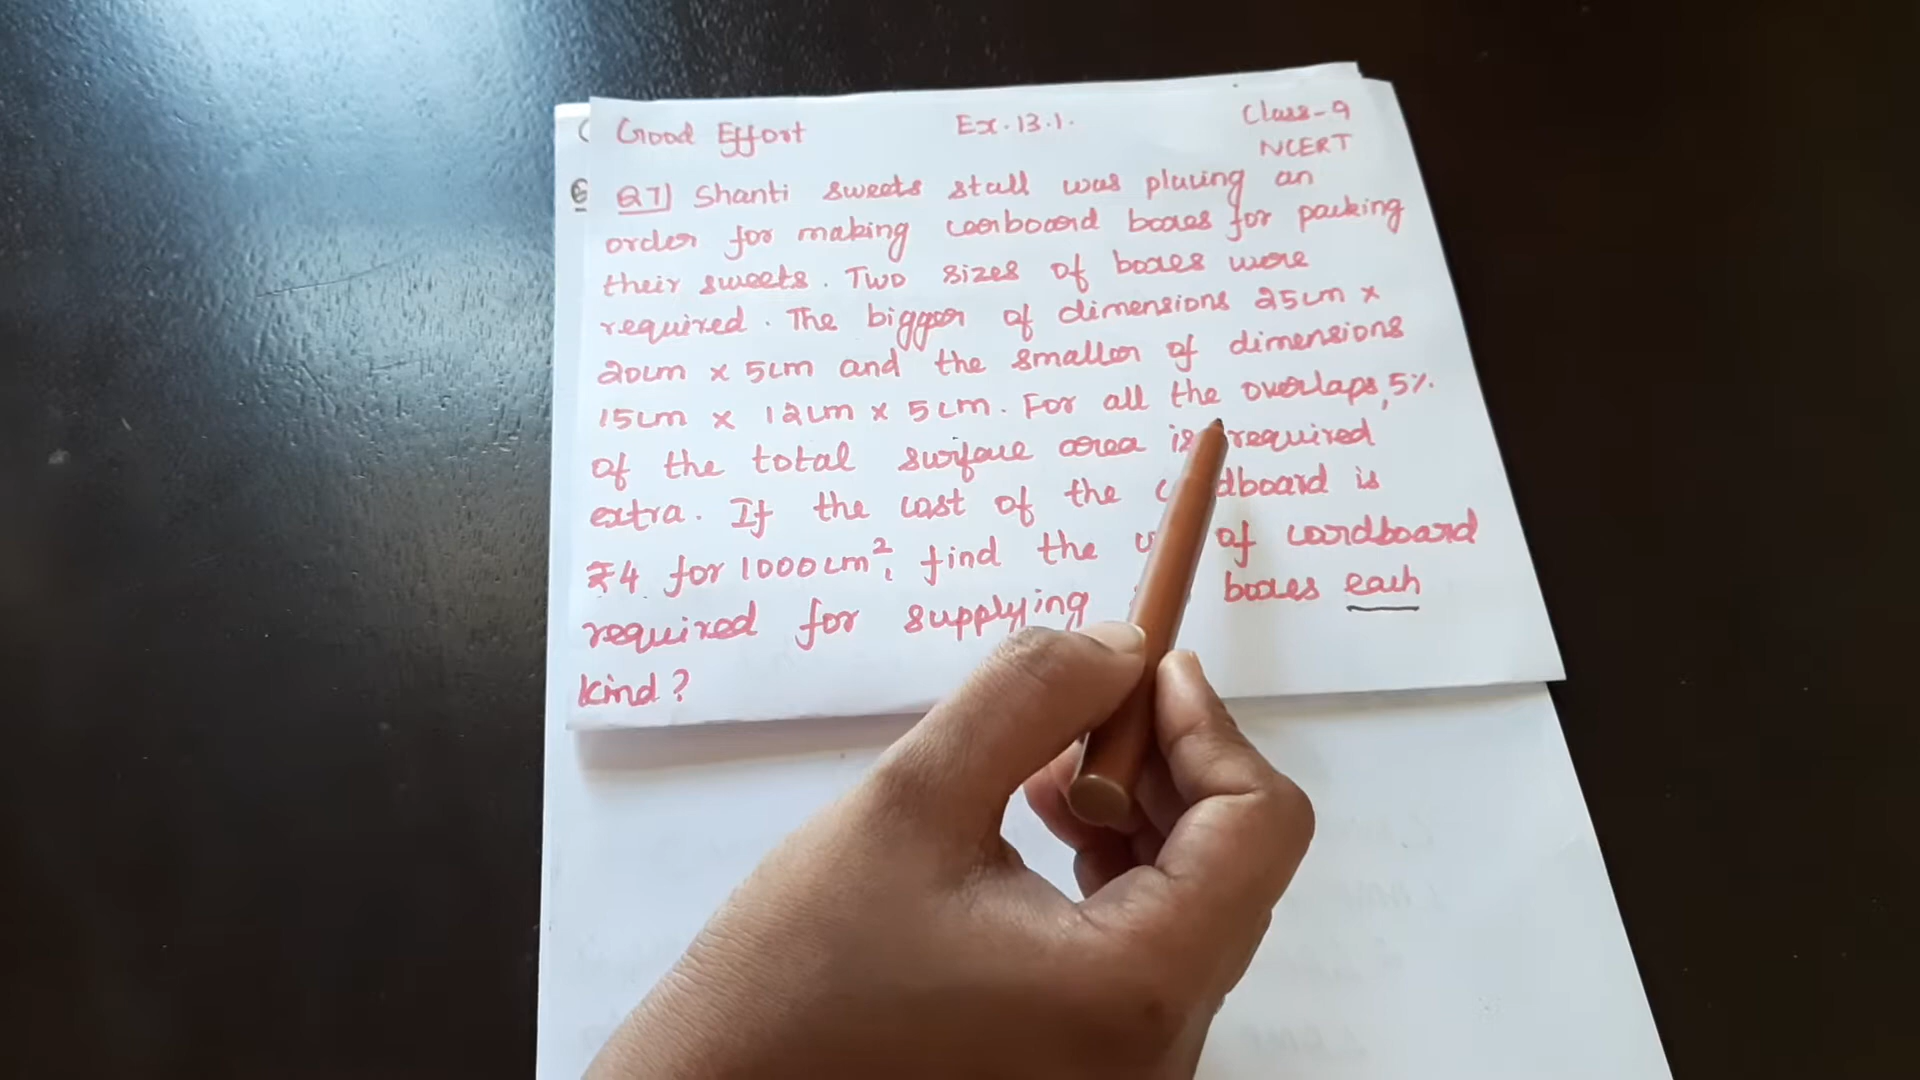 Good Effort Ex.13.1. Class-9
NCERT
Q7) Shanti sweets stall was placing an
order for making carboard boxes for packing
their sweets. Two sizes of boxes were
required. The bigger of dimensions 25cm x
20cm x 5cm and the smaller of dimensions
15cm x 12cm x 5cm. For all the overlaps, 5%
of the total surface area is required
extra. If the cost of the dboard is
₹4 for 1000cm², find the of cardboard
required for supplying boxes each
kind?